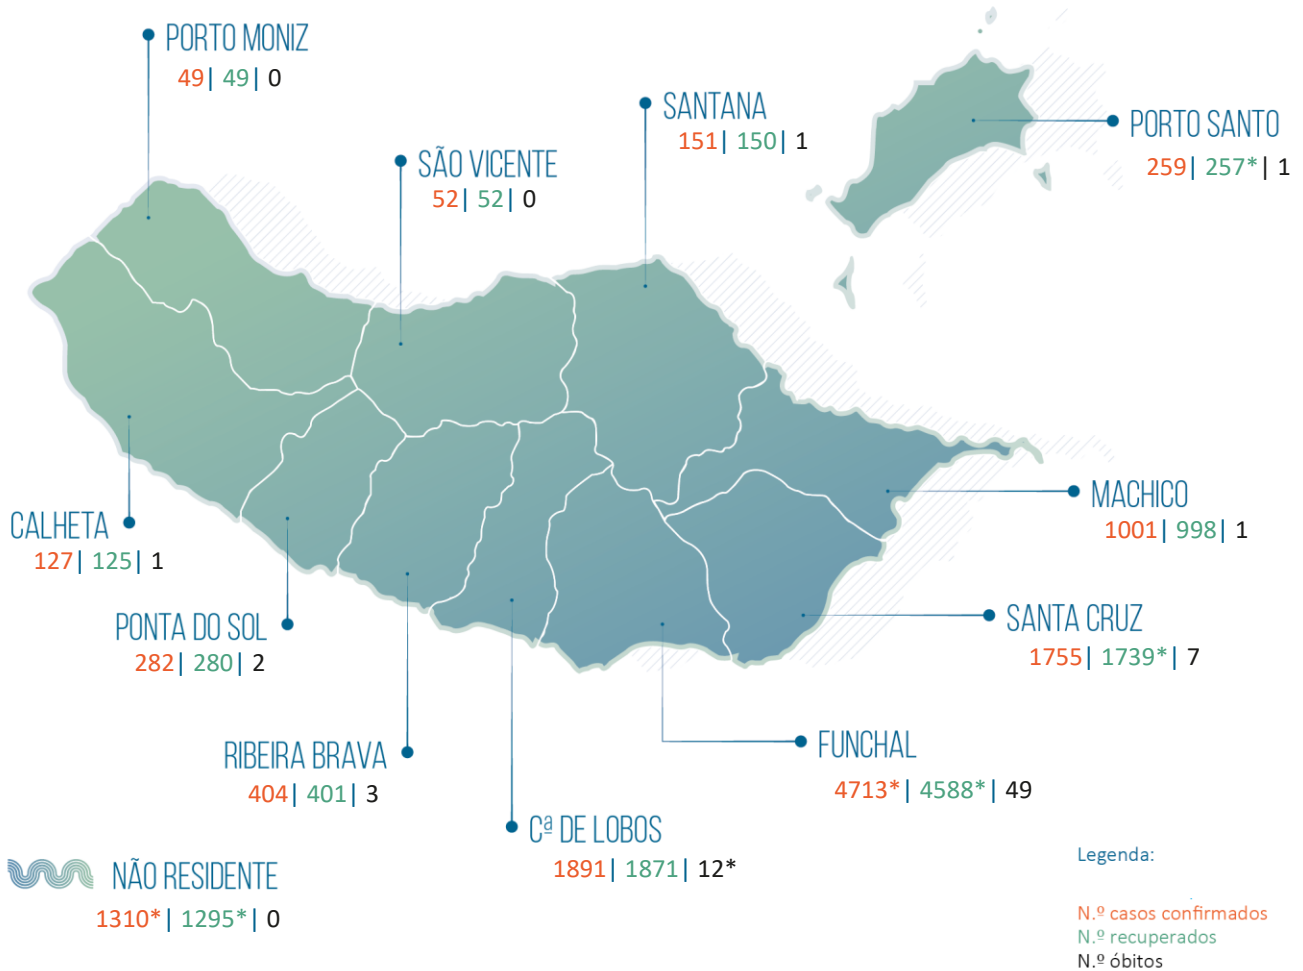 PORTO MONIZ
49| 49| 0
SANTANA
151| 150| 1
PORTO SANTO
259| 257*| 1
SÃO VICENTE
52| 52| 0
MACHICO
1001| 998| 1
CALHETA
127| 125| 1
SANTA CRUZ
1755| 1739*| 7
PONTA DO SOL
282| 280| 2
FUNCHAL
4713*| 4588*| 49
RIBEIRA BRAVA
404| 401| 3
Cª DE LOBOS
1891| 1871| 12*
NÃO RESIDENTE
1310*| 1295*| 0
Legenda:
N.º casos confirmados
N.º recuperados
N.º óbitos